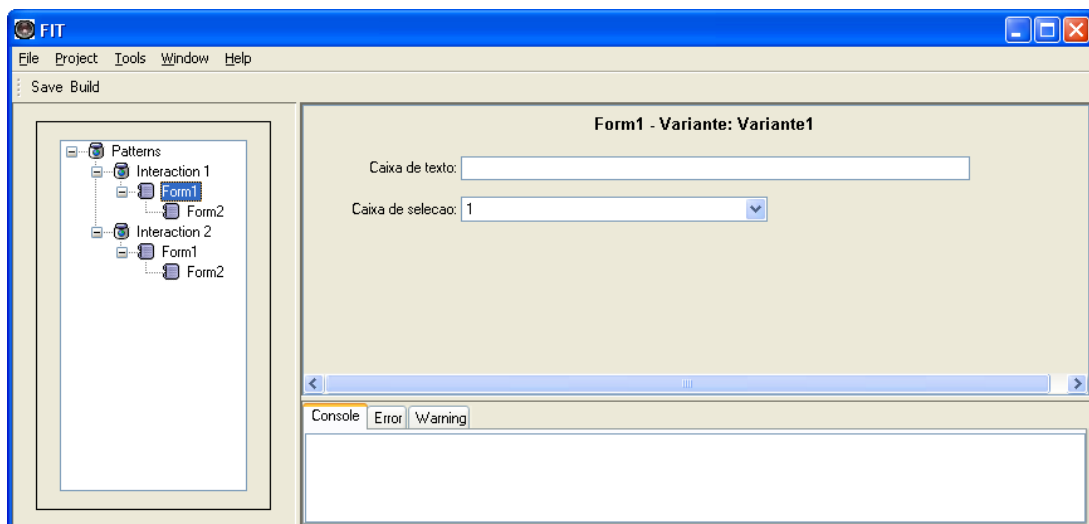 FIT
File Project Tools Window Help
Save Build
Patterns
Interaction 1
Form1
Form2
Interaction 2
Form1
Form2
Form1 - Variante: Variante1
Caixa de texto:
Caixa de selecao: 1
Console Error Warning